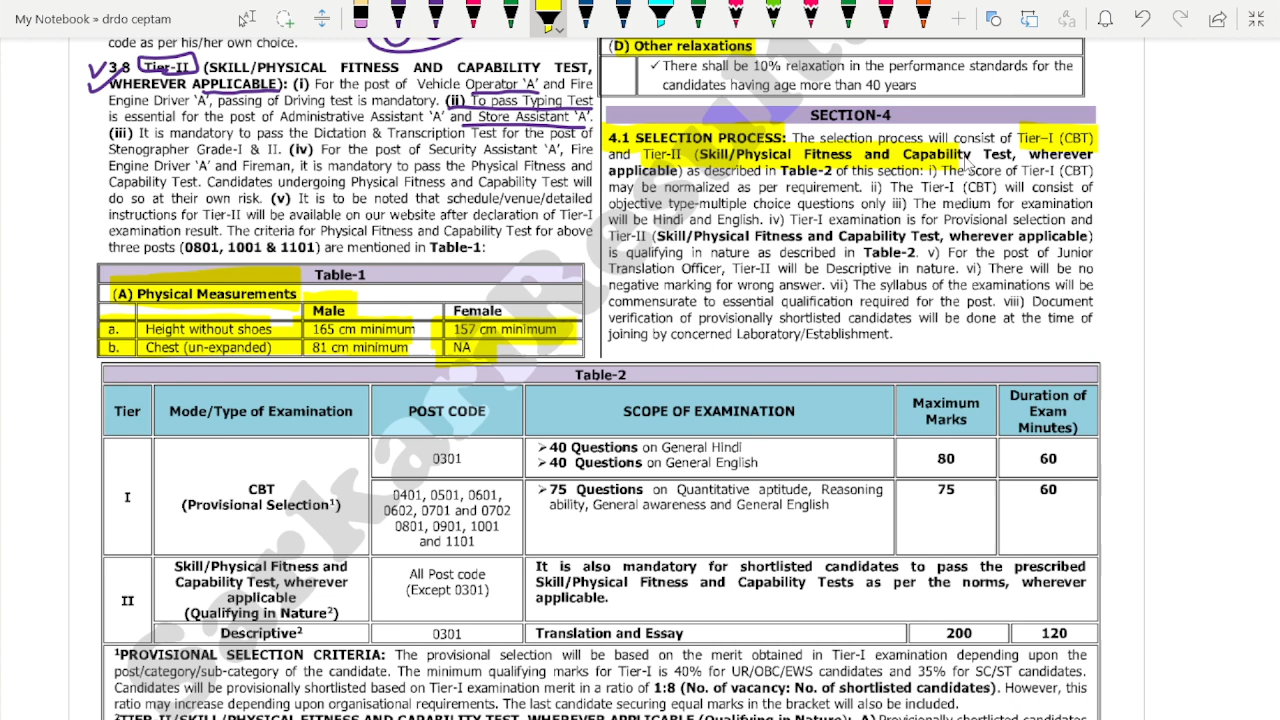 My Notebook » drdo ceptam
code as per his/her own choice.
3.8 Tier-II (SKILL/PHYSICAL FITNESS AND CAPABILITY TEST,
WHEREVER APPLICABLE): (i) For the post of Vehicle Operator 'A' and Fire
Engine Driver 'A', passing of Driving test is mandatory. (ii) To pass Typing Test
is essential for the post of Administrative Assistant 'A' and Store Assistant 'A'.
(iii) It is mandatory to pass the Dictation & Transcription Test for the post of
Stenographer Grade-I & II. (iv) For the post of Security Assistant 'A', Fire
Engine Driver 'A' and Fireman, it is mandatory to pass the Physical Fitness and
Capability Test. Candidates undergoing Physical Fitness and Capability Test will
do so at their own risk. (v) It is to be noted that schedule/venue/detailed
instructions for Tier-II will be available on our website after declaration of Tier-I
examination result. The criteria for Physical Fitness and Capability Test for above
three posts (0801, 1001 & 1101) are mentioned in Table-1:
Table-1
(A) Physical Measurements
Male Female
a. Height without shoes 165 cm minimum 157 cm minimum
b. Chest (un-expanded) 81 cm minimum NA
(D) Other relaxations
✓There shall be 10% relaxation in the performance standards for the
candidates having age more than 40 years
SECTION-4
4.1 SELECTION PROCESS: The selection process will consist of Tier–I (CBT)
and Tier-II (Skill/Physical Fitness and Capability Test, wherever
applicable) as described in Table-2 of this section: i) The Score of Tier-I (CBT)
may be normalized as per requirement. ii) The Tier-I (CBT) will consist of
objective type-multiple choice questions only iii) The medium for examination
will be Hindi and English. iv) Tier-I examination is for Provisional selection and
Tier-II (Skill/Physical Fitness and Capability Test, wherever applicable)
is qualifying in nature as described in Table-2. v) For the post of Junior
Translation Officer, Tier-II will be Descriptive in nature. vi) There will be no
negative marking for wrong answer. vii) The syllabus of the examinations will be
commensurate to essential qualification required for the post. viii) Document
verification of provisionally shortlisted candidates will be done at the time of
joining by concerned Laboratory/Establishment.
Table-2
Tier Mode/Type of Examination POST CODE SCOPE OF EXAMINATION Maximum Marks Duration of Exam Minutes)
I CBT (Provisional Selection¹)
0301
➢40 Questions on General Hindi
➢40 Questions on General English
80 60
0401, 0501, 0601,
0602, 0701 and 0702
0801, 0901, 1001
and 1101
➢75 Questions on Quantitative aptitude, Reasoning
ability, General awareness and General English
75 60
II
Skill/Physical Fitness and
Capability Test, wherever
applicable
(Qualifying in Nature²)
All Post code
(Except 0301)
It is also mandatory for shortlisted candidates to pass the prescribed
Skill/Physical Fitness and Capability Tests as per the norms, wherever
applicable.
Descriptive² 0301 Translation and Essay 200 120
¹PROVISIONAL SELECTION CRITERIA: The provisional selection will be based on the merit obtained in Tier-I examination depending upon the
post/category/sub-category of the candidate. The minimum qualifying marks for Tier-I is 40% for UR/OBC/EWS candidates and 35% for SC/ST candidates.
Candidates will be provisionally shortlisted based on Tier-I examination merit in a ratio of 1:8 (No. of vacancy: No. of shortlisted candidates). However, this
ratio may increase depending upon organisational requirements. The last candidate securing equal marks in the bracket will also be included.
²TIER-II(SKILL/PHYSICAL FITNESS AND CAPABILITY TEST, WHEREVER APPLICABLE (Qualifying in Nature): A)Provisionally shortlisted candidates